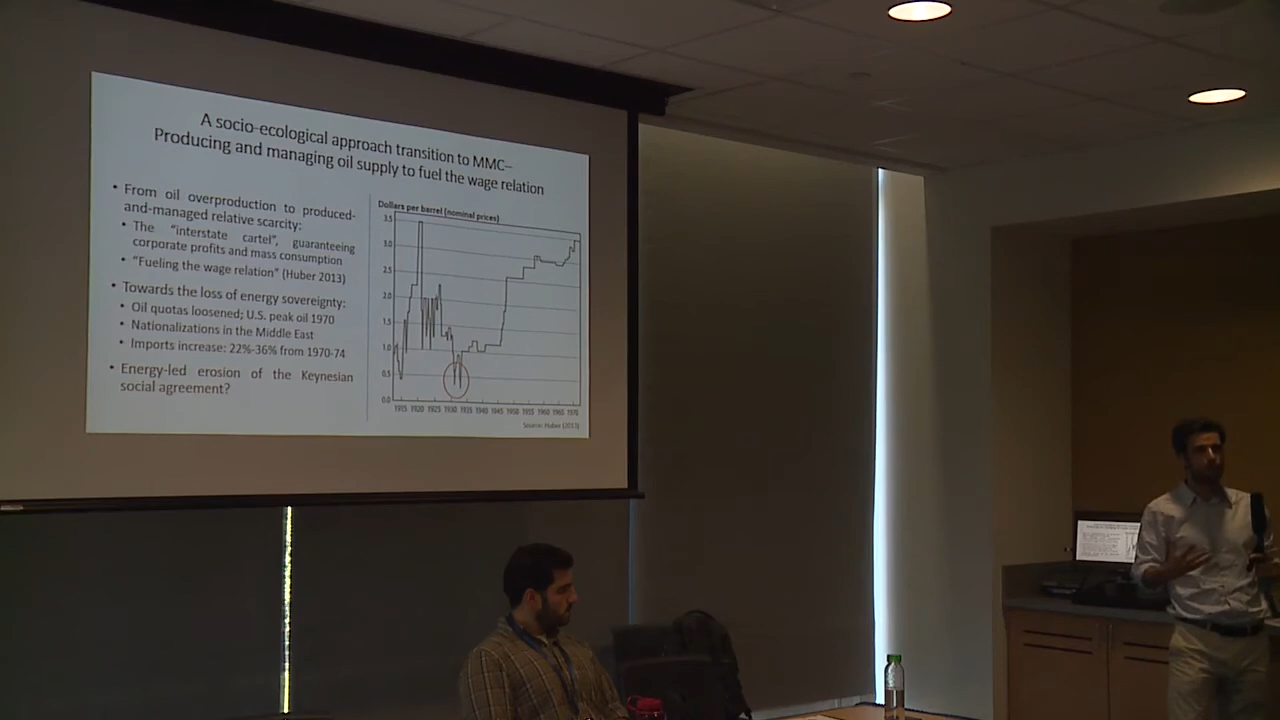 A socio-ecological approach transition to MMC–
Producing and managing oil supply to fuel the wage relation
• From oil overproduction to produced-
and-managed relative scarcity:
• The "interstate cartel", guaranteeing
corporate profits and mass consumption
• "Fueling the wage relation" (Huber 2013)
• Towards the loss of energy sovereignty:
• Oil quotas loosened; U.S. peak oil 1970
• Nationalizations in the Middle East
• Imports increase: 22%-36% from 1970-74
• Energy-led erosion of the Keynesian
social agreement?
Dollars per barrel (nominal prices)
3.5
3.0
2.5
2.0
1.5
1.0
0.5
0.0
1915 1920 1925 1930 1935 1940 1945 1950 1955 1960 1965 1970
Source: Huber (2013)